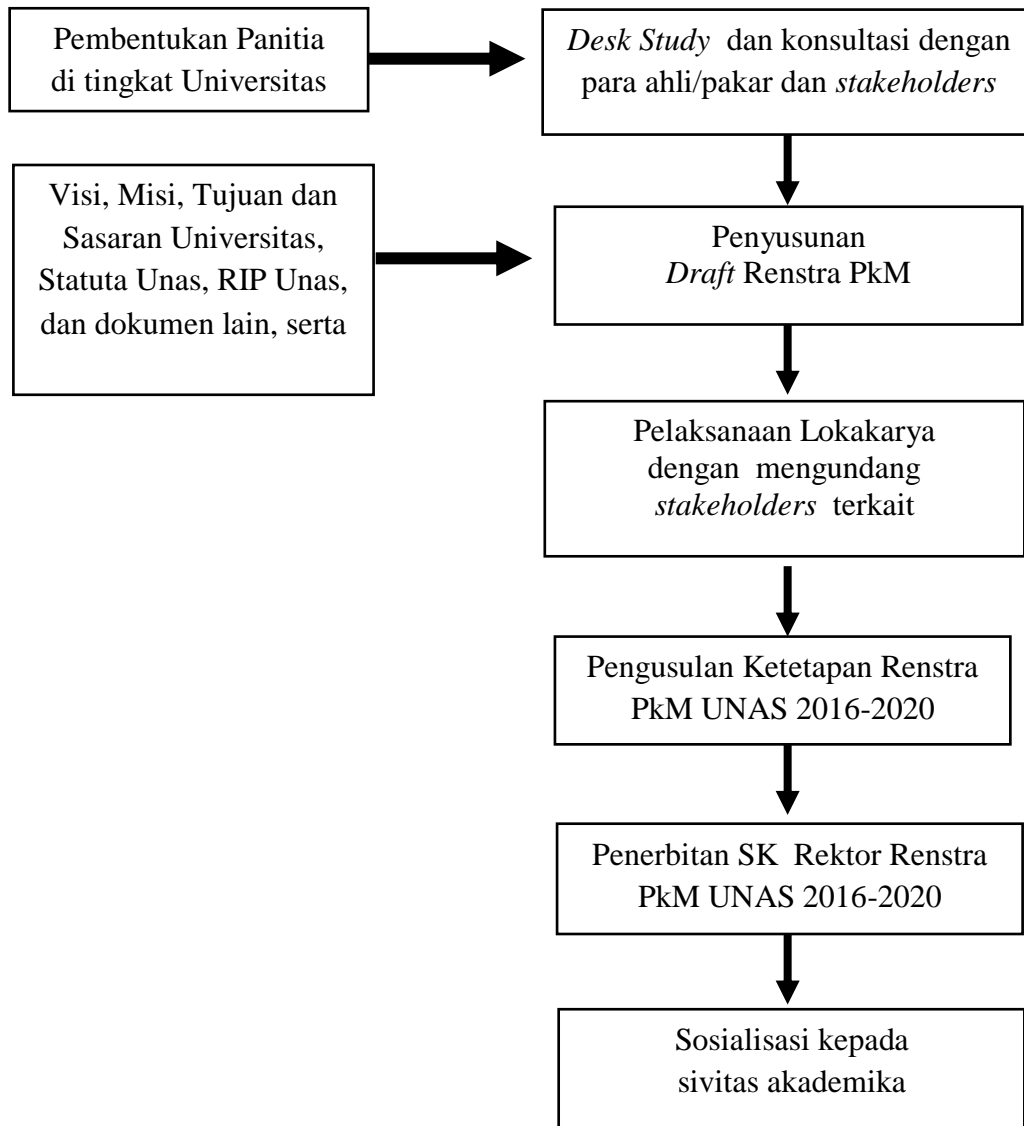 Pembentukan Panitia
di tingkat Universitas
Desk Study dan konsultasi dengan
para ahli/pakar dan stakeholders
Visi, Misi, Tujuan dan
Sasaran Universitas,
Statuta Unas, RIP Unas,
dan dokumen lain, serta
Penyusunan
Draft Renstra PkM
Pelaksanaan Lokakarya
dengan mengundang
stakeholders terkait
Pengusulan Ketetapan Renstra
PkM UNAS 2016-2020
Penerbitan SK Rektor Renstra
PkM UNAS 2016-2020
Sosialisasi kepada
sivitas akademika